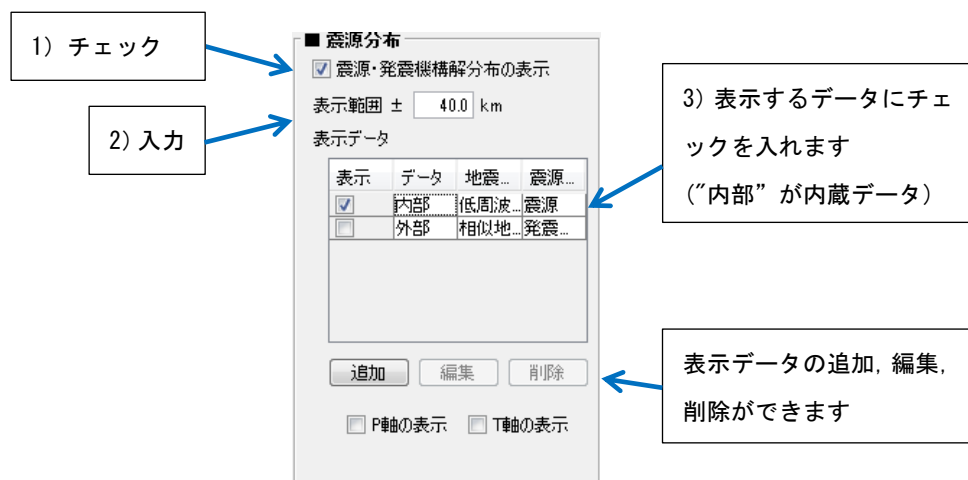 1) チェック
2) 入力
■ 震源分布
震源・発震機構解分布の表示
表示範囲 ± 40.0 km
表示データ
表示 データ 地震... 震源...
内部 低周波... 震源
外部 相似地... 発震...
追加 編集 削除
P軸の表示 T軸の表示
3) 表示するデータにチェ
ックを入れます
(″内部”が内蔵データ)
表示データの追加, 編集,
削除ができます